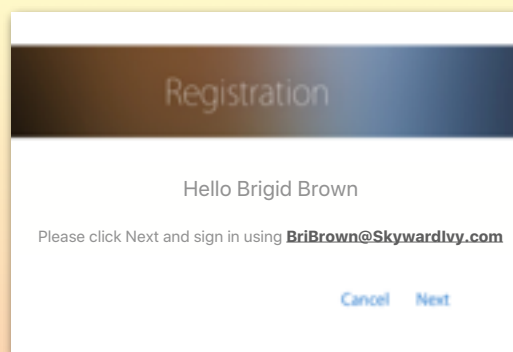 Registration
Hello Brigid Brown
Please click Next and sign in using BriBrown@SkywardIvy.com
Cancel Next